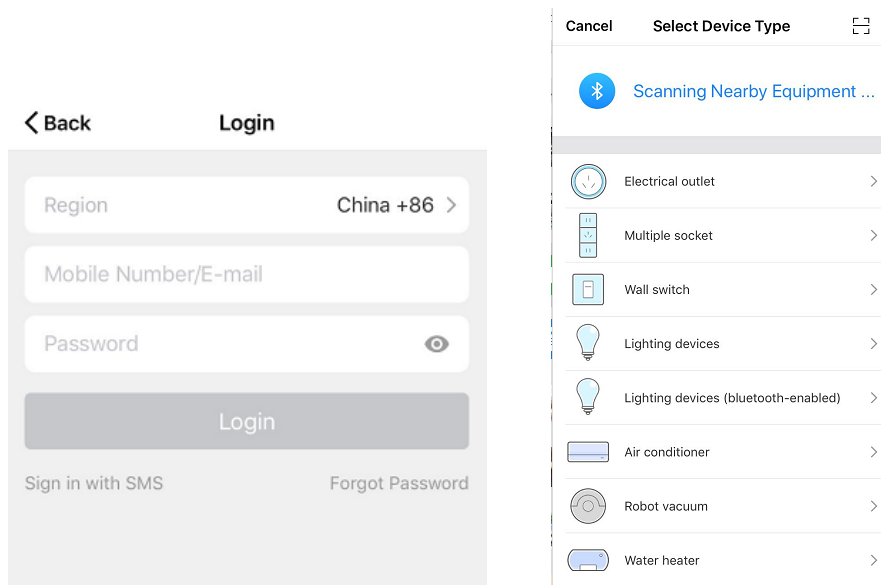 Back
Login
Region
China +86
Mobile Number/E-mail
Password
Login
Sign in with SMS
Forgot Password
Cancel
Select Device Type
Scanning Nearby Equipment ...
Electrical outlet
Multiple socket
Wall switch
Lighting devices
Lighting devices (bluetooth-enabled)
Air conditioner
Robot vacuum
Water heater